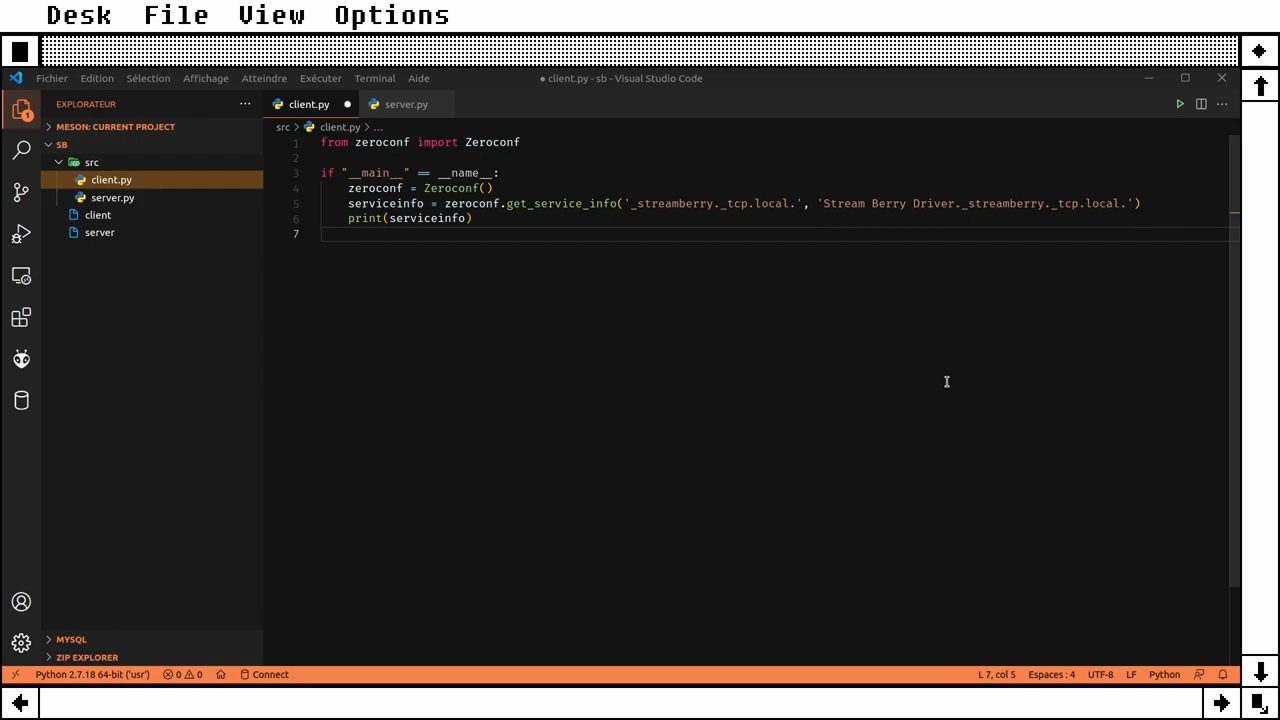 Desk File View Options
Fichier Edition Sélection Affichage Atteindre Exécuter Terminal Aide ● client.py - sb - Visual Studio Code
EXPLORATEUR ···
client.py ●
server.py
MESON: CURRENT PROJECT
SB
src
client.py
server.py
client
server
src > client.py > ...
1 from zeroconf import Zeroconf
2
3 if "__main__" == __name__:
4 zeroconf = Zeroconf()
5 serviceinfo = zeroconf.get_service_info('_streamberry._tcp.local.', 'Stream Berry Driver._streamberry._tcp.local.')
6 print(serviceinfo)
7
1
MYSQL
ZIP EXPLORER
Python 2.7.18 64-bit ('usr') 0 0 Connect L 7, col 5 Espaces : 4 UTF-8 LF Python